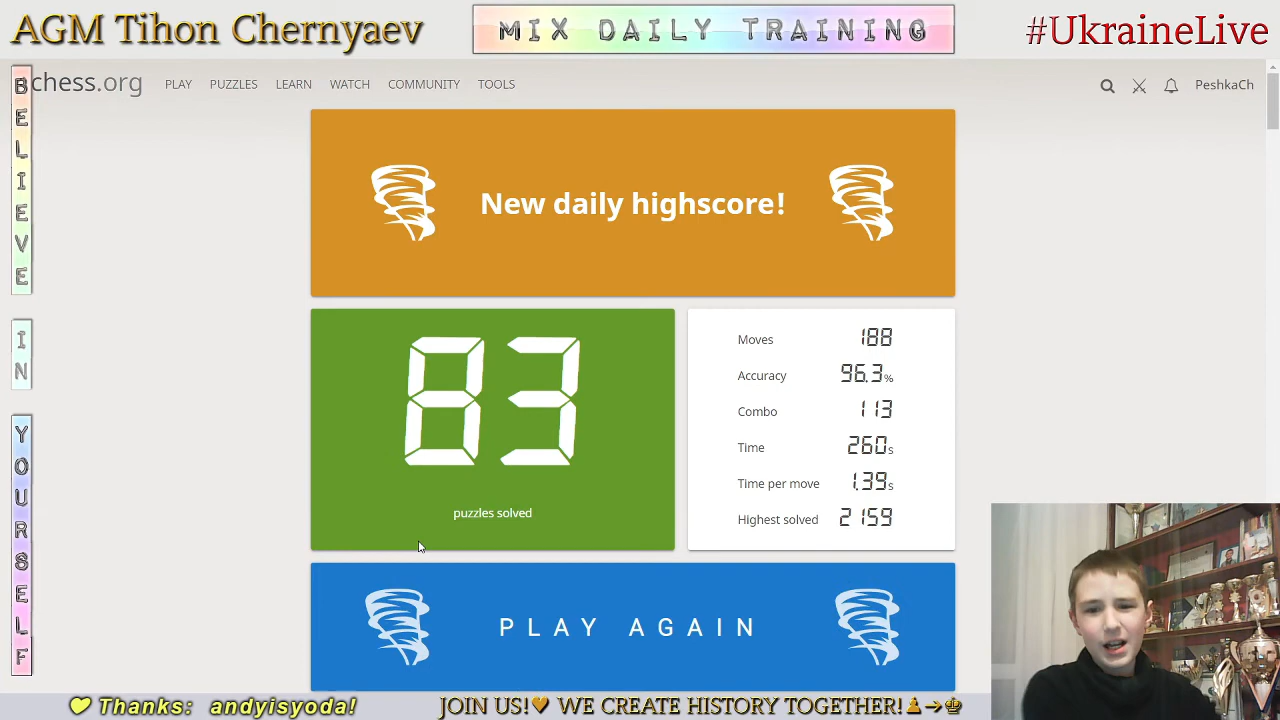 AGM Tihon Chernyaev
MIX DAILY TRAINING
#UkraineLive
chess.org
PLAY
PUZZLES
LEARN
WATCH
COMMUNITY
TOOLS
PeshkaCh
BELIEVE
IN
YOURSELF
New daily highscore!
83
puzzles solved
Moves 188
Accuracy 96.3%
Combo 113
Time 260s
Time per move 1.39s
Highest solved 2159
PLAY AGAIN
Thanks: andyisyoda!
JOIN US! WE CREATE HISTORY TOGETHER!